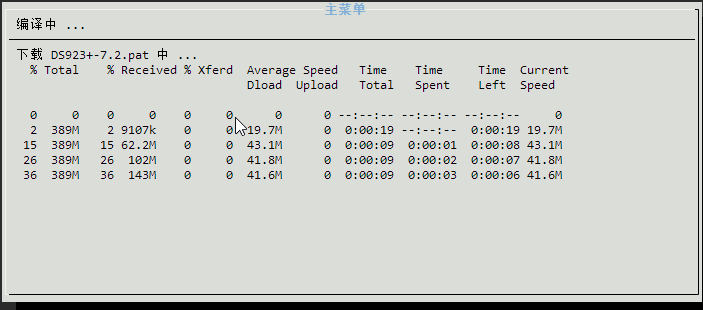 主菜单
编译中 ...
下载 DS923+-7.2.pat 中 ...
% Total % Received % Xferd Average Speed Time Time Time Current
Dload Upload Total Spent Left Speed
0 0 0 0 0 0 0 0 --:--:-- --:--:-- --:--:-- 0
2 389M 2 9107k 0 0 19.7M 0 0:00:19 --:--:-- 0:00:19 19.7M
15 389M 15 62.2M 0 0 43.1M 0 0:00:09 0:00:01 0:00:08 43.1M
26 389M 26 102M 0 0 41.8M 0 0:00:09 0:00:02 0:00:07 41.8M
36 389M 36 143M 0 0 41.6M 0 0:00:09 0:00:03 0:00:06 41.6M